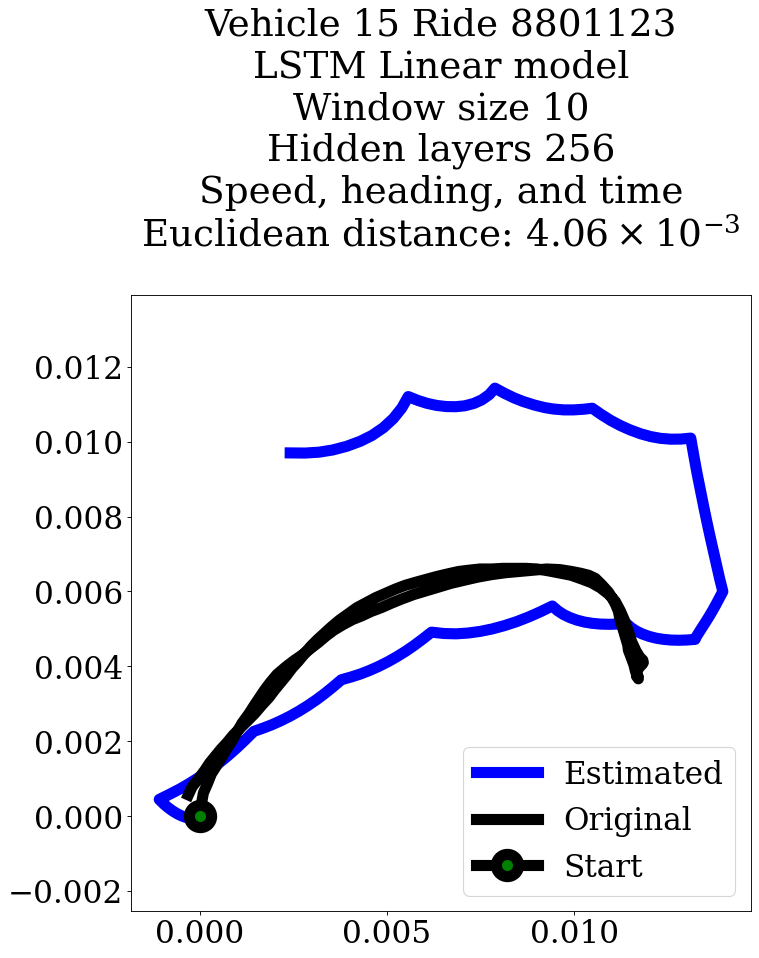 Vehicle 15 Ride 8801123
LSTM Linear model
Window size 10
Hidden layers 256
Speed, heading, and time
Euclidean distance: 4.06 × 10⁻³
0.012
0.010
0.008
0.006
0.004
0.002
0.000
−0.002
0.000 0.005 0.010
Estimated
Original
Start